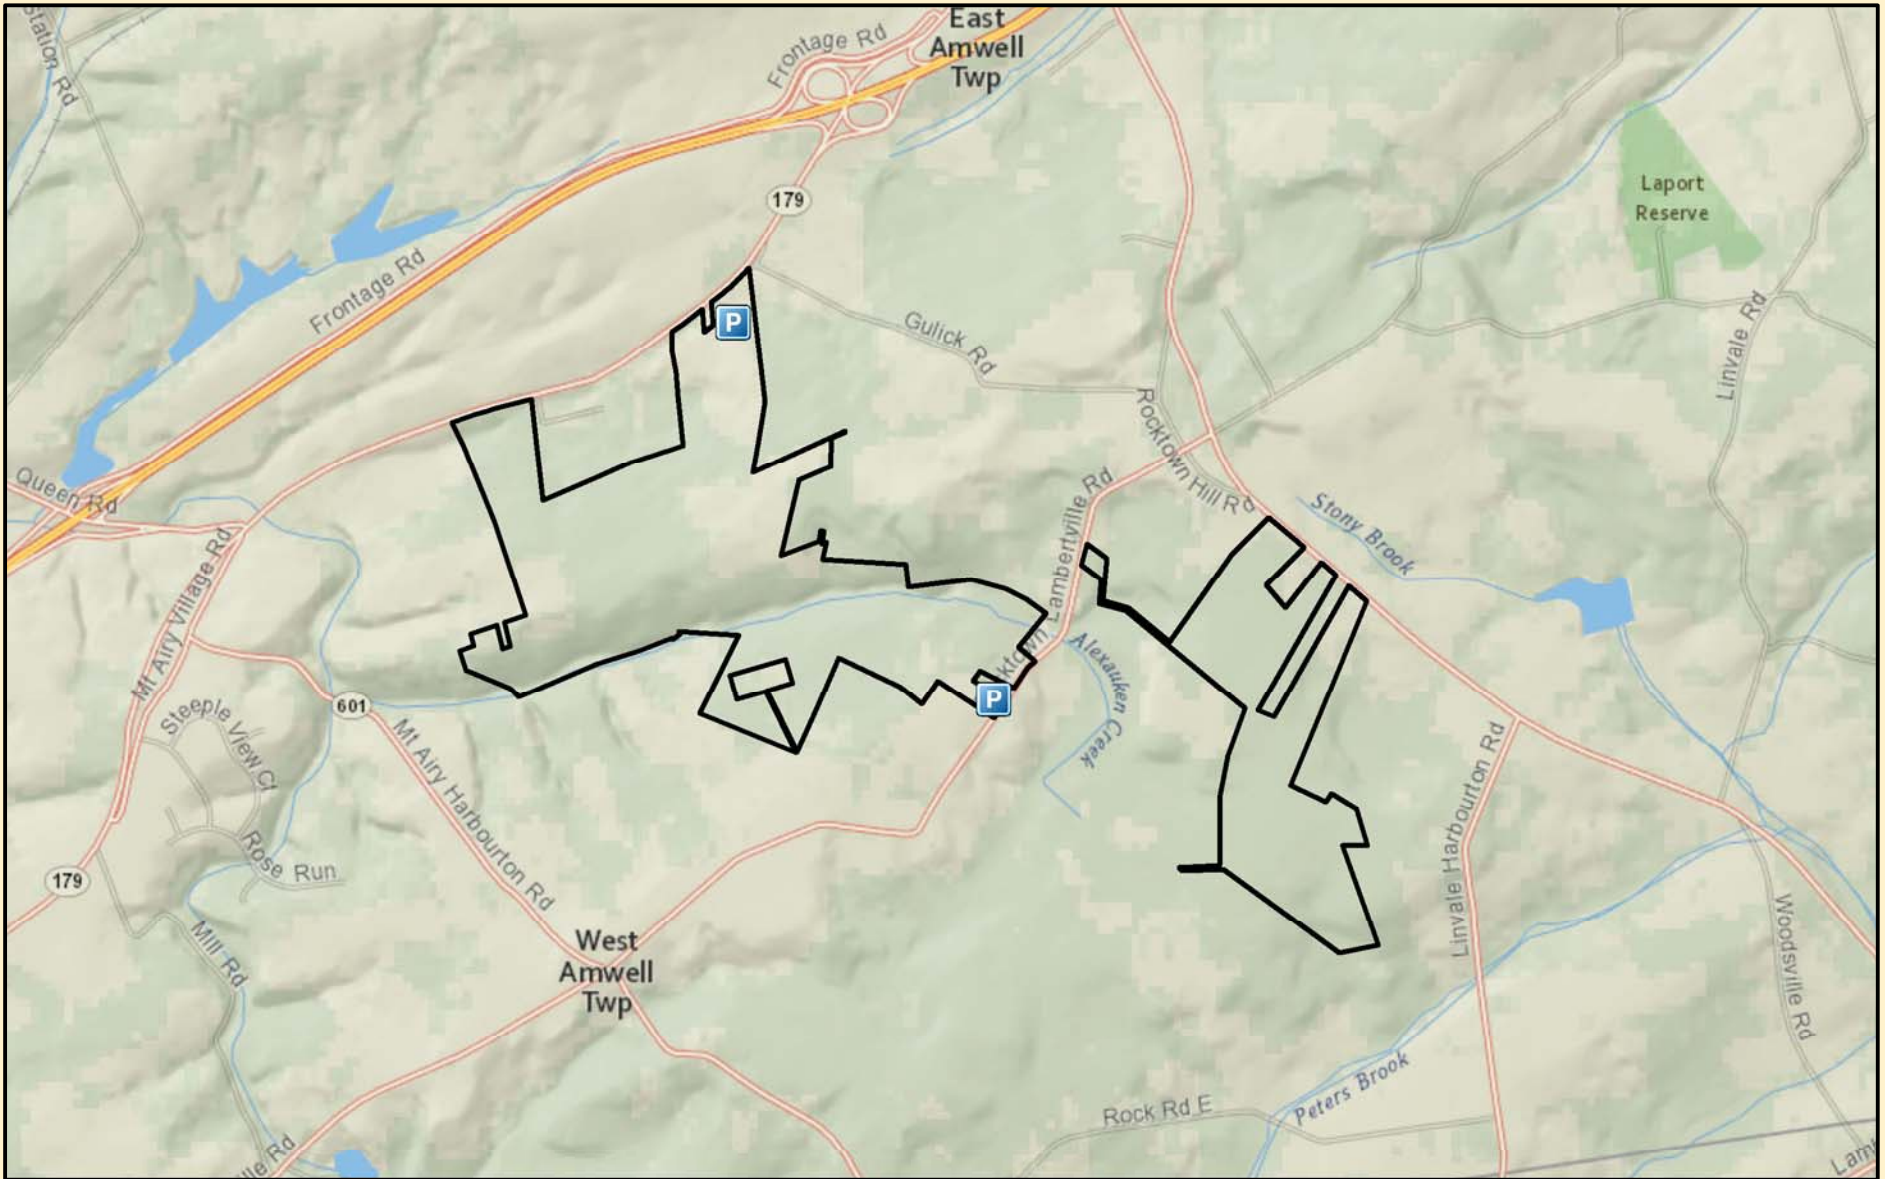 Station Rd
Frontage Rd
East
Amwell
Twp
179
Laport
Reserve
Frontage Rd
P
Gulick Rd
Linvale Rd
Rocktown Hill Rd
Queen Rd
Lambertville Rd
Stony Brook
Mt Airy Village Rd
Alexauken Creek
P
601
Steeple View Ct
Mt Airy Harbourton Rd
Linvale Harbourton Rd
Rose Run
179
Mill Rd
West
Amwell
Twp
Woodsville Rd
Peters Brook
Rock Rd E